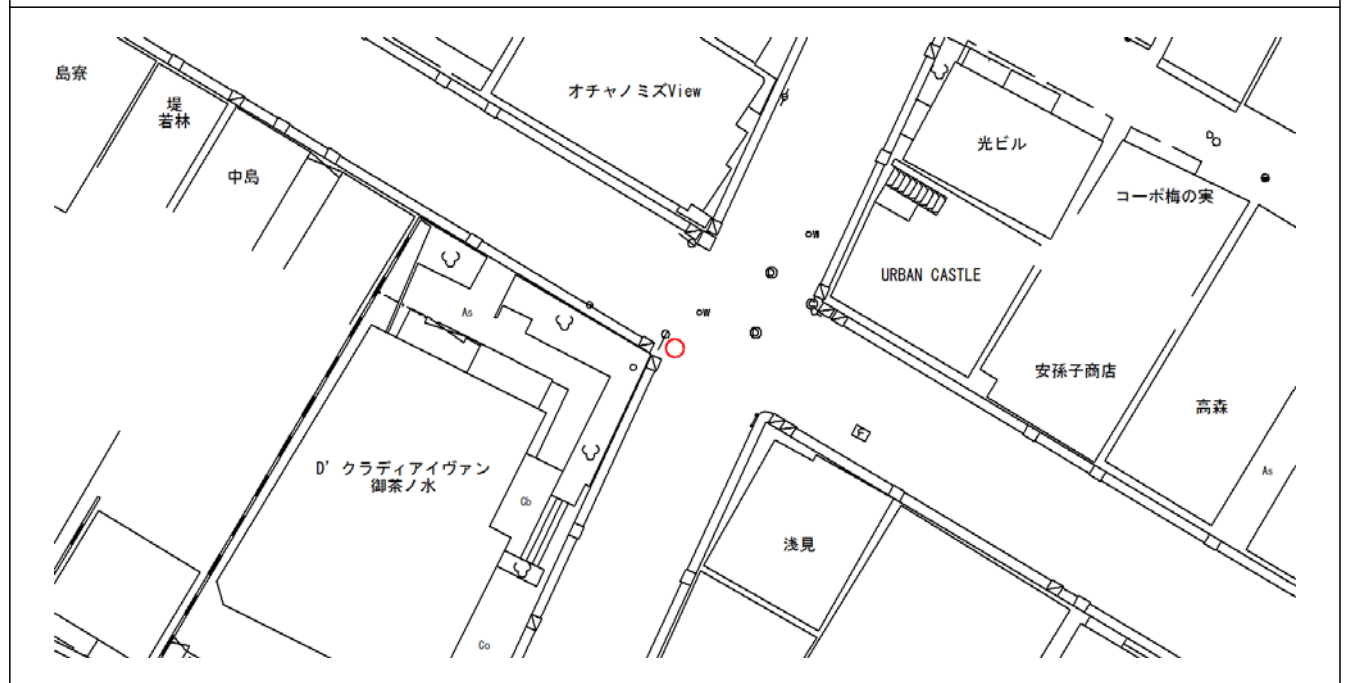 島寮
堤
若林
中島
オチャノミズView
光ビル
コーポ梅の実
URBAN CASTLE
安孫子商店
高森
As
As
W
W
D
D
D
F
D' クラディアイヴァン
御茶ノ水
Cb
浅見
Co